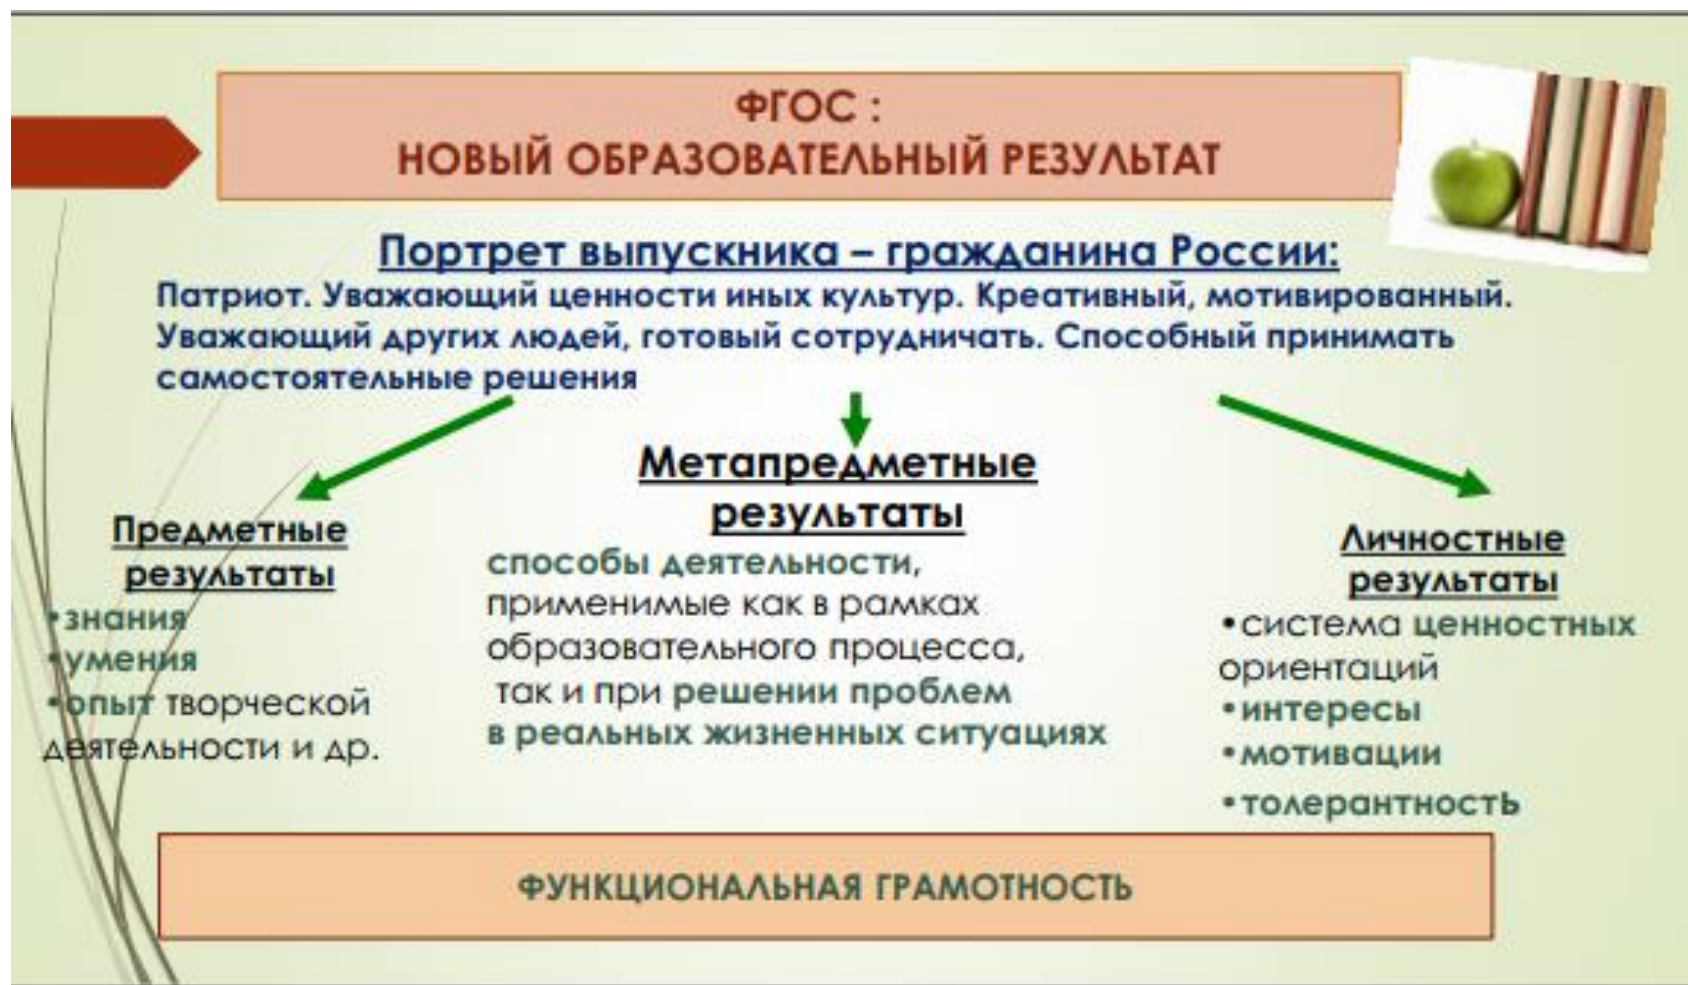 ФГОС :
НОВЫЙ ОБРАЗОВАТЕЛЬНЫЙ РЕЗУЛЬТАТ
Портрет выпускника – гражданина России:
Патриот. Уважающий ценности иных культур. Креативный, мотивированный.
Уважающий других людей, готовый сотрудничать. Способный принимать
самостоятельные решения
Предметные
результаты
•знания
•умения
•опыт творческой
деятельности и др.
Метапредметные
результаты
способы деятельности,
применимые как в рамках
образовательного процесса,
так и при решении проблем
в реальных жизненных ситуациях
Личностные
результаты
•система ценностных
ориентаций
•интересы
•мотивации
•толерантность
ФУНКЦИОНАЛЬНАЯ ГРАМОТНОСТЬ